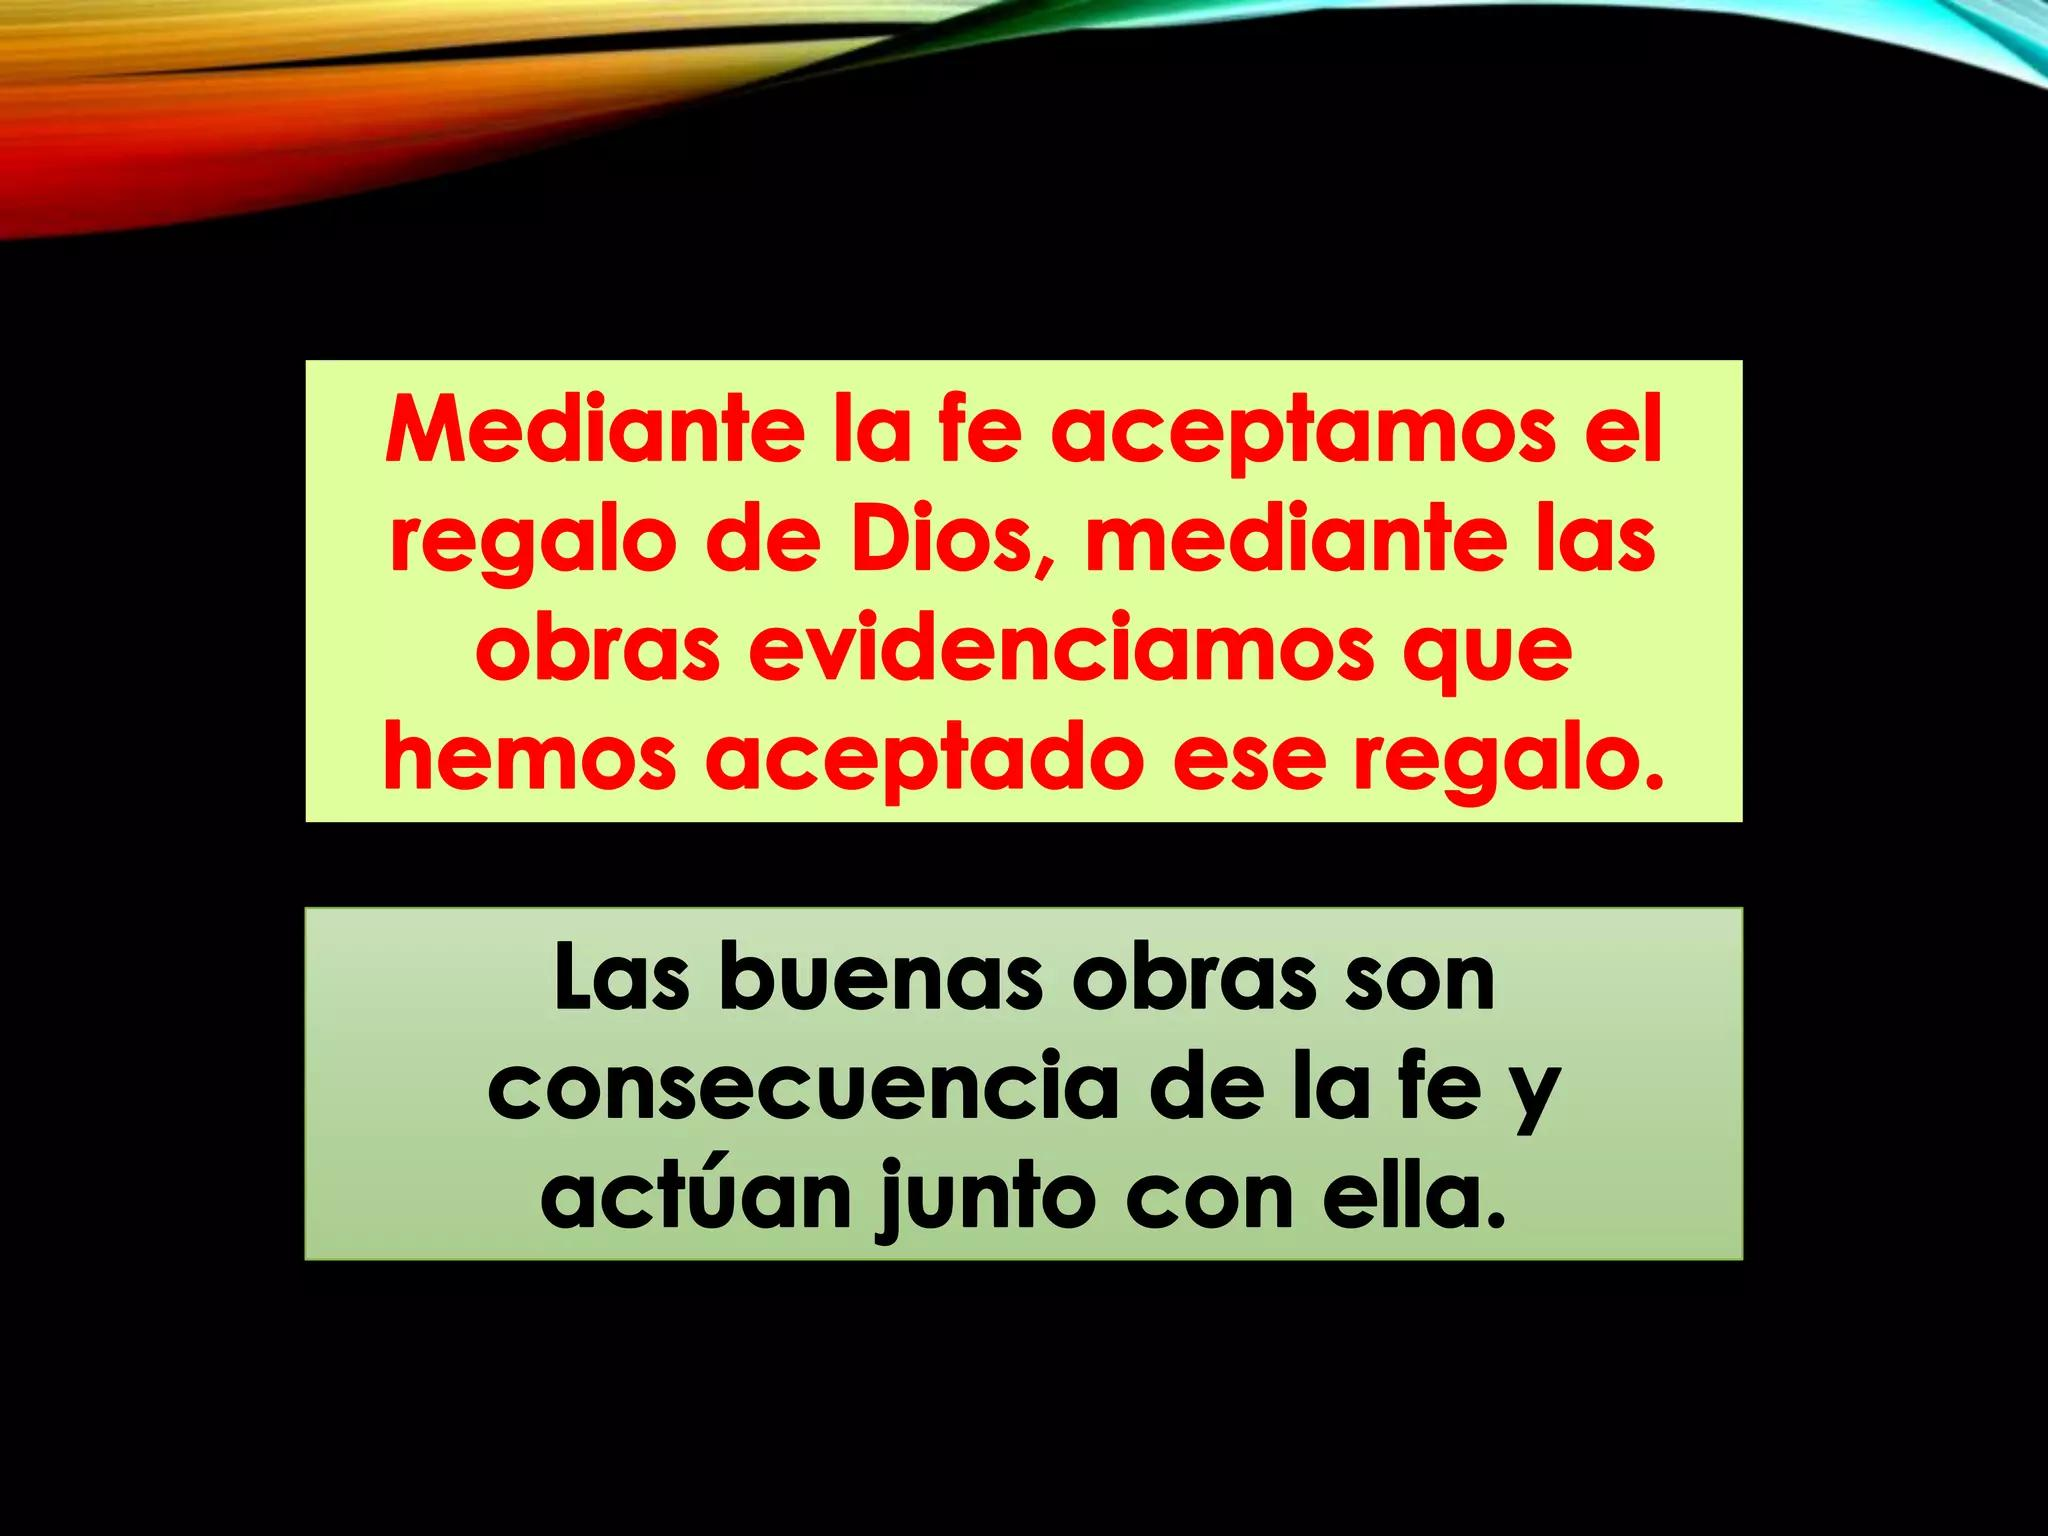 Mediante la fe aceptamos el
regalo de Dios, mediante las
obras evidenciamos que
hemos aceptado ese regalo.
Las buenas obras son
consecuencia de la fe y
actúan junto con ella.